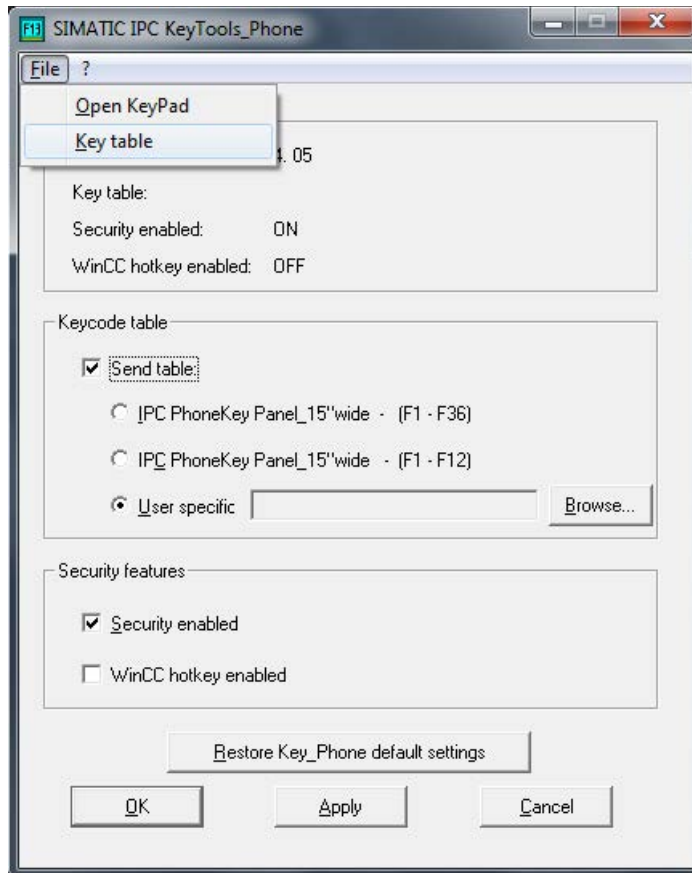 F13 SIMATIC IPC KeyTools_Phone
File ?
Open KeyPad
Key table
4. 05
Key table:
Security enabled: ON
WinCC hotkey enabled: OFF
Keycode table
Send table:
IPC PhoneKey Panel_15"wide - (F1 - F36)
IPC PhoneKey Panel_15"wide - (F1 - F12)
User specific Browse...
Security features
Security enabled
WinCC hotkey enabled
Restore Key_Phone default settings
OK Apply Cancel